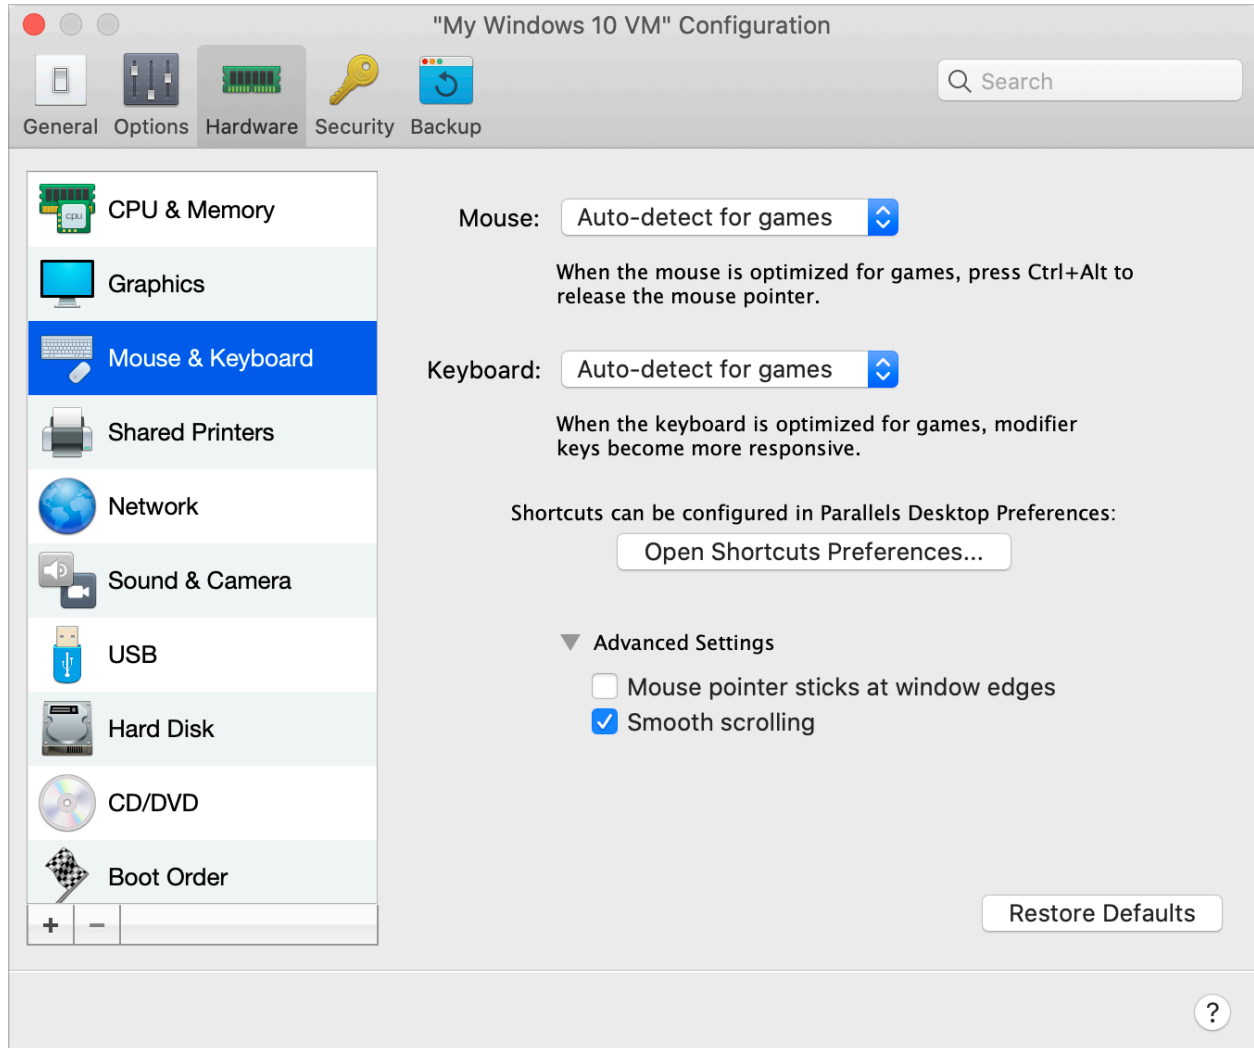 "My Windows 10 VM" Configuration
General
Options
Hardware
Security
Backup
Search
CPU & Memory
cpu
Graphics
Mouse & Keyboard
Shared Printers
Network
Sound & Camera
USB
Hard Disk
CD/DVD
Boot Order
+ −
Mouse: Auto-detect for games
When the mouse is optimized for games, press Ctrl+Alt to
release the mouse pointer.
Keyboard: Auto-detect for games
When the keyboard is optimized for games, modifier
keys become more responsive.
Shortcuts can be configured in Parallels Desktop Preferences:
Open Shortcuts Preferences...
Advanced Settings
Mouse pointer sticks at window edges
Smooth scrolling
Restore Defaults
?